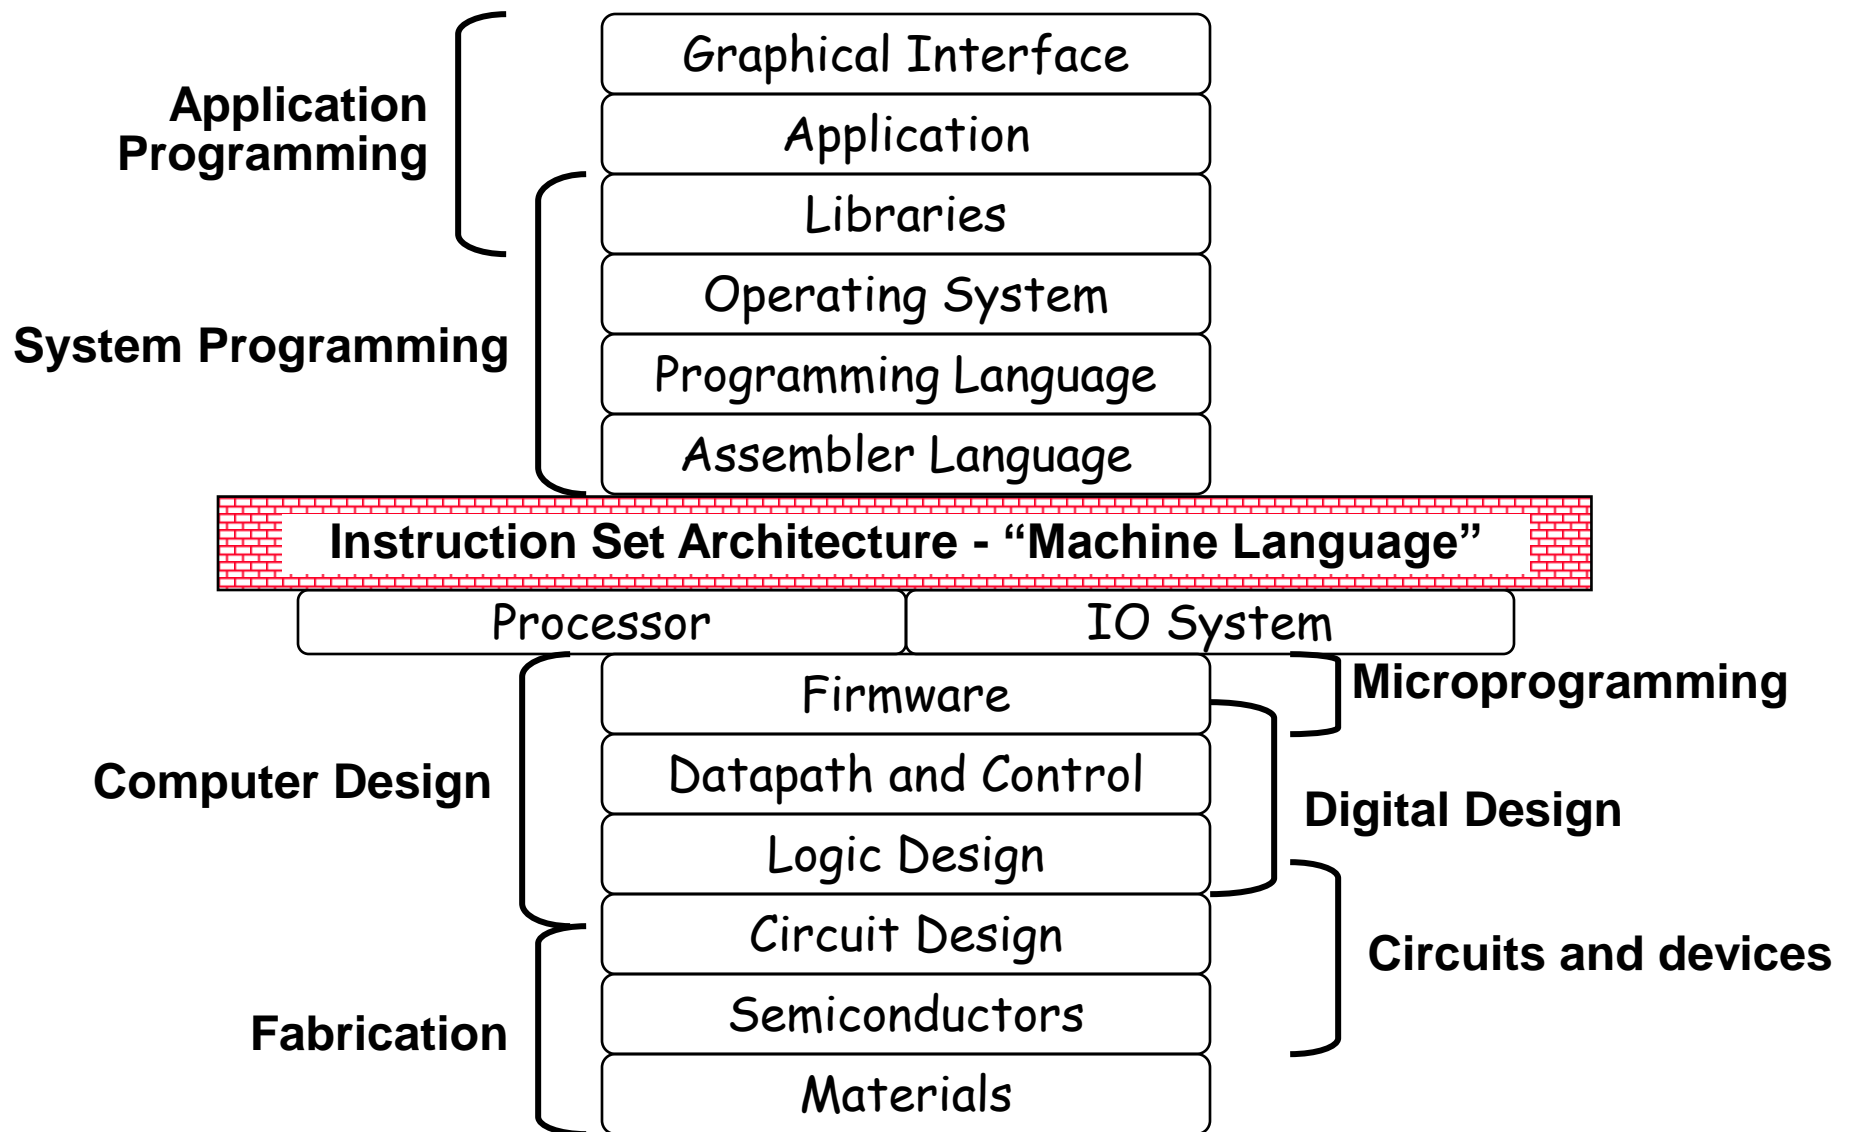 Graphical Interface
Application
Programming
Application
Libraries
Operating System
System Programming
Programming Language
Assembler Language
Instruction Set Architecture - “Machine Language”
Processor
IO System
Firmware
Microprogramming
Datapath and Control
Computer Design
Digital Design
Logic Design
Circuit Design
Circuits and devices
Semiconductors
Fabrication
Materials